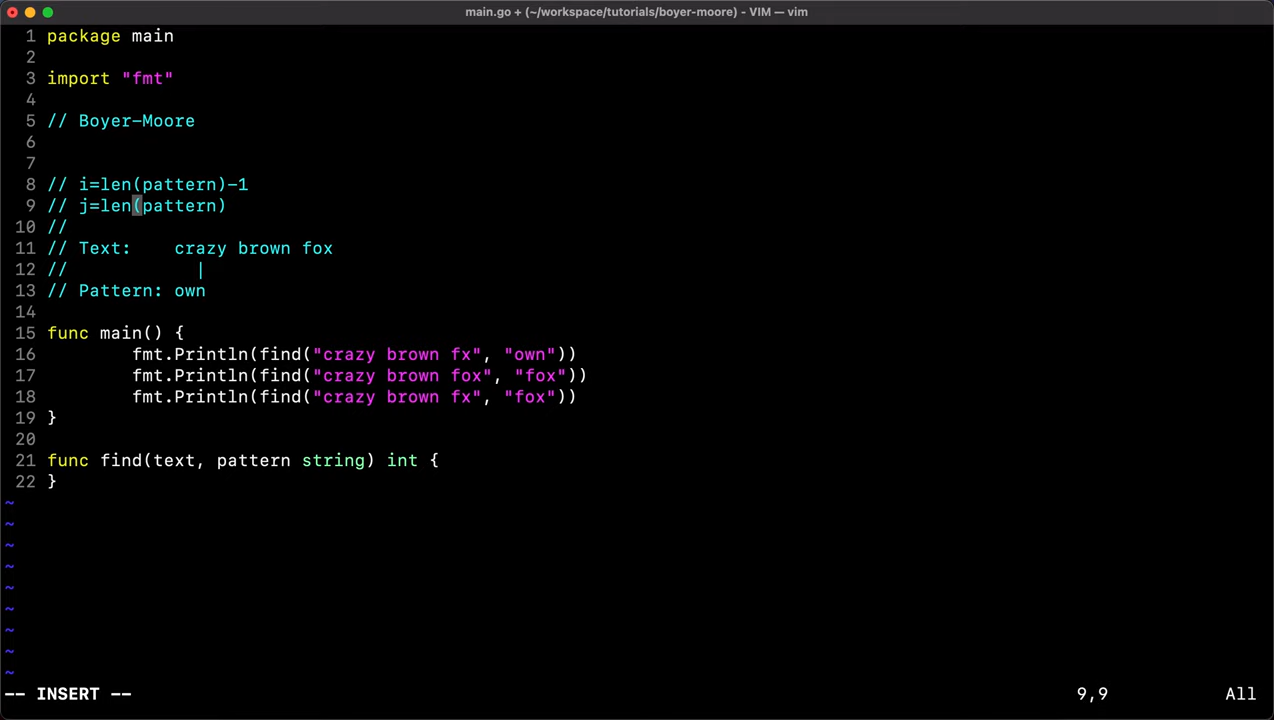 main.go + (~/workspace/tutorials/boyer-moore) - VIM — vim
1 package main
2
3 import "fmt"
4
5 // Boyer-Moore
6
7
8 // i=len(pattern)-1
9 // j=len(pattern)
10 //
11 // Text:    crazy brown fox
12 //            |
13 // Pattern: own
14
15 func main() {
16         fmt.Println(find("crazy brown fx", "own"))
17         fmt.Println(find("crazy brown fox", "fox"))
18         fmt.Println(find("crazy brown fx", "fox"))
19 }
20
21 func find(text, pattern string) int {
22 }
~
~
~
~
~
~
~
~
~
-- INSERT -- 9,9 All